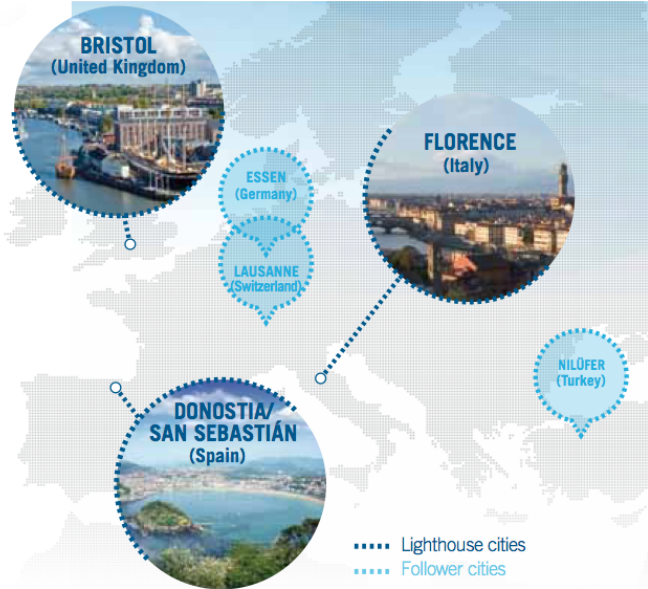 BRISTOL
(United Kingdom)
FLORENCE
(Italy)
ESSEN
(Germany)
LAUSANNE
(Switzerland)
NILÜFER
(Turkey)
DONOSTIA/
SAN SEBASTIÁN
(Spain)
Lighthouse cities
Follower cities